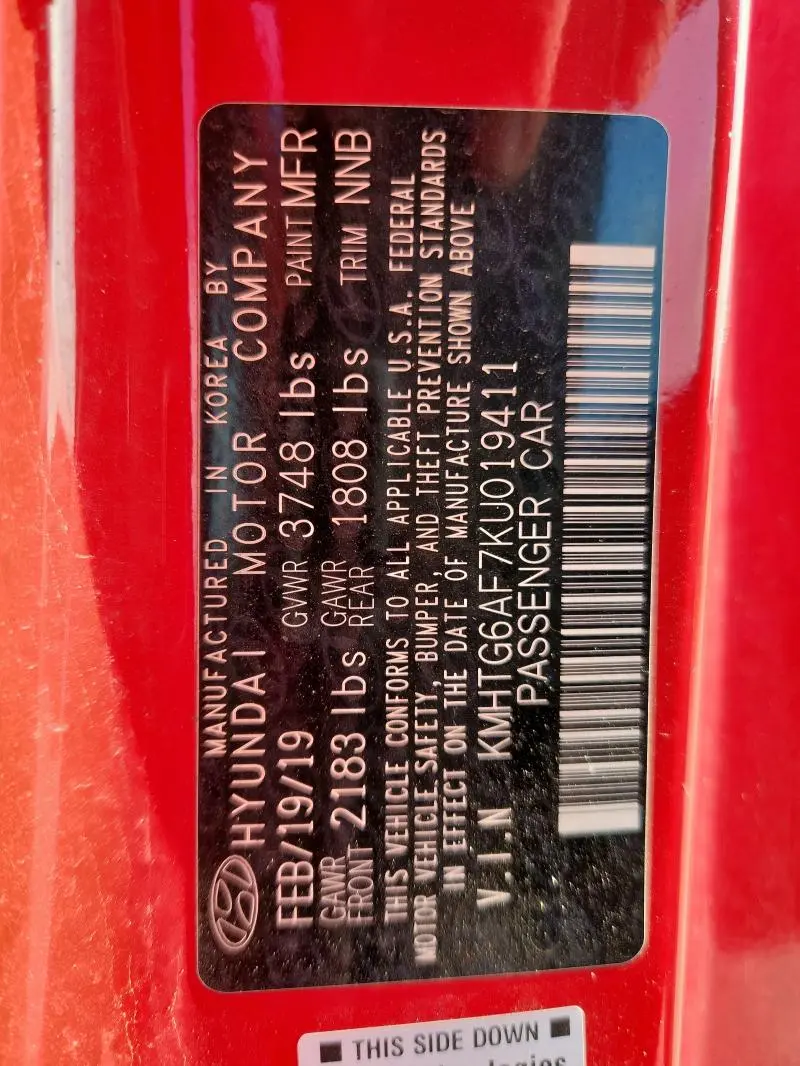 MANUFACTURED IN KOREA BY
HYUNDAI MOTOR COMPANY
FEB/19/19 GVWR 3748 lbs PAINT MFR
GAWR FRONT 2183 lbs GAWR REAR 1808 lbs TRIM NNB
THIS VEHICLE CONFORMS TO ALL APPLICABLE U.S.A. FEDERAL
MOTOR VEHICLE SAFETY, BUMPER, AND THEFT PREVENTION STANDARDS
IN EFFECT ON THE DATE OF MANUFACTURE SHOWN ABOVE
V.I.N KMHTG6AF7KU019411
PASSENGER CAR
THIS SIDE DOWN